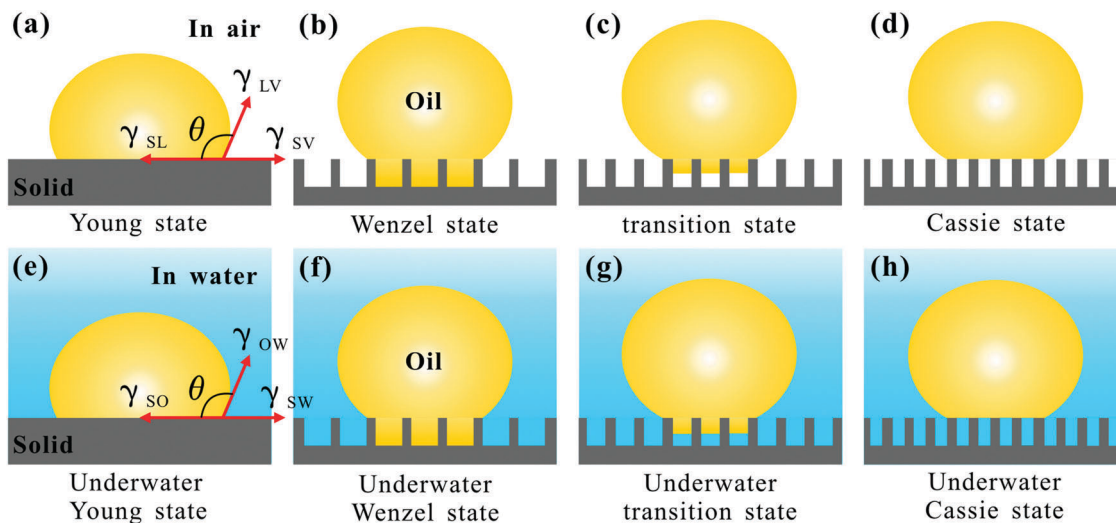 (a)
In air
γ LV
γ SL
θ
γ SV
Solid
Young state
(b)
Oil
Wenzel state
(c)
transition state
(d)
Cassie state
(e)
In water
γ OW
γ SO
θ
γ SW
Solid
Underwater
Young state
(f)
Oil
Underwater
Wenzel state
(g)
Underwater
transition state
(h)
Underwater
Cassie state